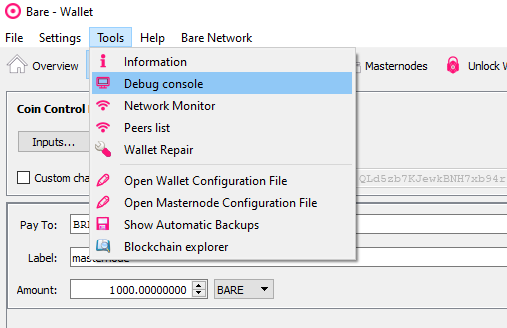 Bare - Wallet
File Settings Tools Help Bare Network
Overview Masternodes Unlock W
Information
Debug console
Network Monitor
Peers list
Wallet Repair
Open Wallet Configuration File
Open Masternode Configuration File
Show Automatic Backups
Blockchain explorer
Coin Control
Inputs...
Custom cha QLd5zb7KJewkBNH7xb94r
Pay To: BR
Label: masternode
Amount: 1000.00000000 BARE